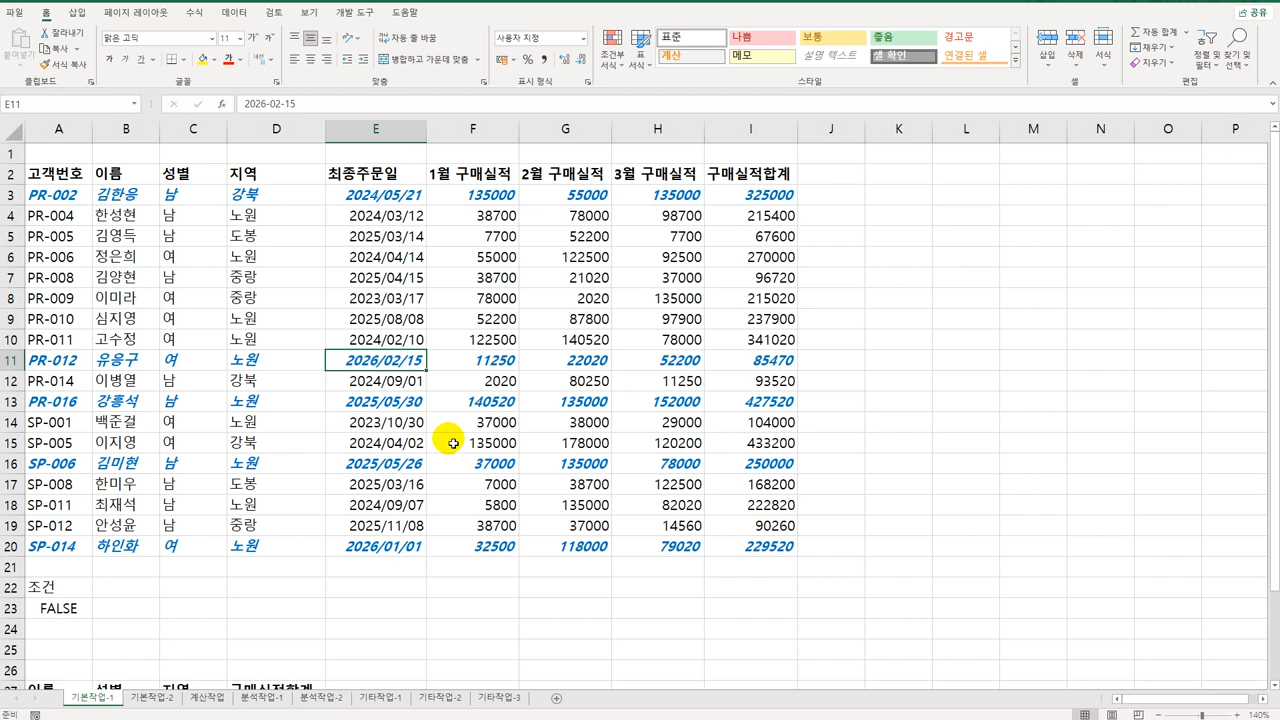 파일 홈 삽입 페이지 레이아웃 수식 데이터 검토 보기 개발 도구 도움말 공유
잘라내기
복사
서식 복사
붙여넣기
클립보드
맑은 고딕 11
가 가 가
글꼴
자동 줄 바꿈
병합하고 가운데 맞춤
맞춤
사용자 지정
표시 형식
조건부 서식
표 서식
표준 나쁨 보통 좋음 경고문
계산 메모 설명 텍스트 셀 확인 연결된 셀
스타일
삽입 삭제 서식
셀
자동 합계
채우기
지우기
정렬 및 필터
찾기 및 선택
편집
E11 fx 2026-02-15
A B C D E F G H I J K L M N O P
1
2 고객번호 이름 성별 지역 최종주문일 1월 구매실적 2월 구매실적 3월 구매실적 구매실적합계
3 PR-002 김한응 남 강북 2024/05/21 135000 55000 135000 325000
4 PR-004 한성현 남 노원 2024/03/12 38700 78000 98700 215400
5 PR-005 김영득 남 도봉 2025/03/14 7700 52200 7700 67600
6 PR-006 정은희 여 노원 2024/04/14 55000 122500 92500 270000
7 PR-008 김양현 남 중랑 2025/04/15 38700 21020 37000 96720
8 PR-009 이미라 여 중랑 2023/03/17 78000 2020 135000 215020
9 PR-010 심지영 여 노원 2025/08/08 52200 87800 97900 237900
10 PR-011 고수정 여 노원 2024/02/10 122500 140520 78000 341020
11 PR-012 유응구 여 노원 2026/02/15 11250 22020 52200 85470
12 PR-014 이병열 남 강북 2024/09/01 2020 80250 11250 93520
13 PR-016 강흥석 남 노원 2025/05/30 140520 135000 152000 427520
14 SP-001 백준걸 여 노원 2023/10/30 37000 38000 29000 104000
15 SP-005 이지영 여 강북 2024/04/02 135000 178000 120200 433200
16 SP-006 김미현 남 노원 2025/05/26 37000 135000 78000 250000
17 SP-008 한미우 남 도봉 2025/03/16 7000 38700 122500 168200
18 SP-011 최재석 남 노원 2024/09/07 5800 135000 82020 222820
19 SP-012 안성윤 남 중랑 2025/11/08 38700 37000 14560 90260
20 SP-014 하인화 여 노원 2026/01/01 32500 118000 79020 229520
21
22 조건
23 FALSE
24
25
26
27 이름 성별 지역 구매실적합계
기본작업-1 기본작업-2 계산작업 분석작업-1 분석작업-2 기타작업-1 기타작업-2 기타작업-3
준비 140%